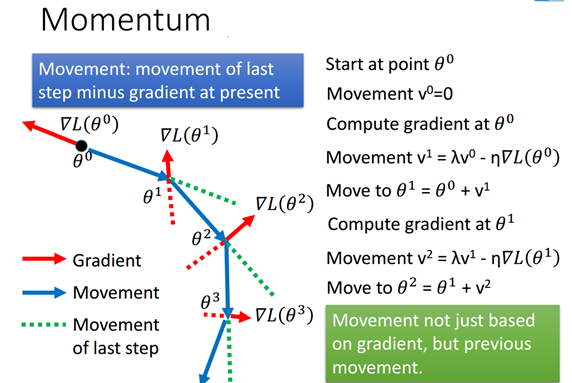 Momentum
Movement: movement of last
step minus gradient at present
Start at point θ⁰
Movement v⁰=0
Compute gradient at θ⁰
Movement v¹ = λv⁰ - η∇L(θ⁰)
Move to θ¹ = θ⁰ + v¹
Compute gradient at θ¹
Movement v² = λv¹ - η∇L(θ¹)
Move to θ² = θ¹ + v²
Movement not just based
on gradient, but previous
movement.
∇L(θ⁰)
θ⁰
∇L(θ¹)
θ¹
∇L(θ²)
θ²
θ³
∇L(θ³)
Gradient
Movement
Movement
of last step